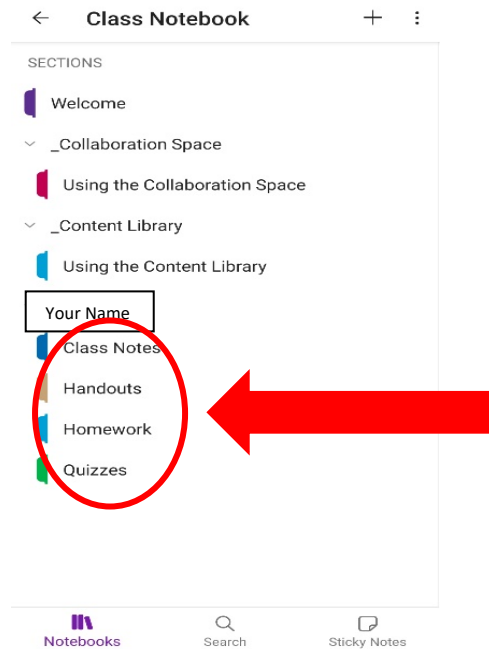 Class Notebook
SECTIONS
Welcome
_Collaboration Space
Using the Collaboration Space
_Content Library
Using the Content Library
Your Name
Class Notes
Handouts
Homework
Quizzes
Notebooks Search Sticky Notes